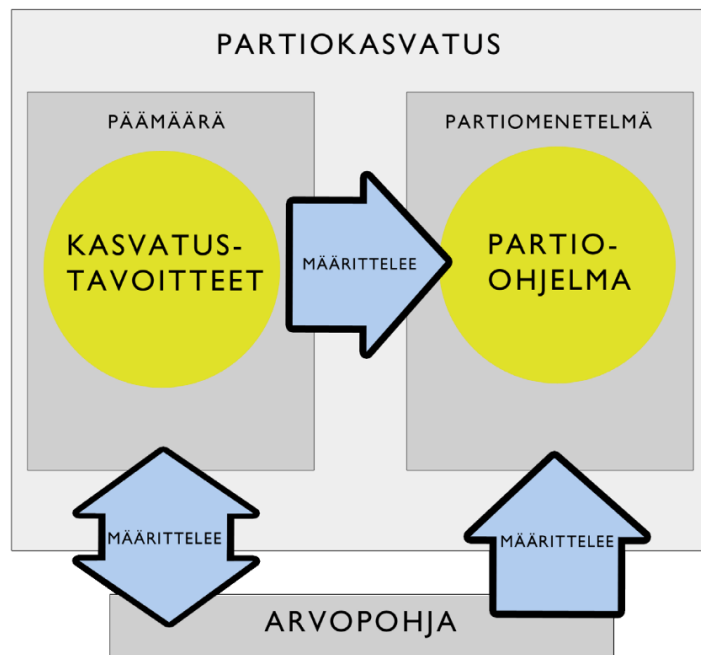 PARTIOKASVATUS
PÄÄMÄÄRÄ
PARTIOMENETELMÄ
KASVATUS-
TAVOITTEET
MÄÄRITTELEE
PARTIO-
OHJELMA
MÄÄRITTELEE
MÄÄRITTELEE
ARVOPOHJA